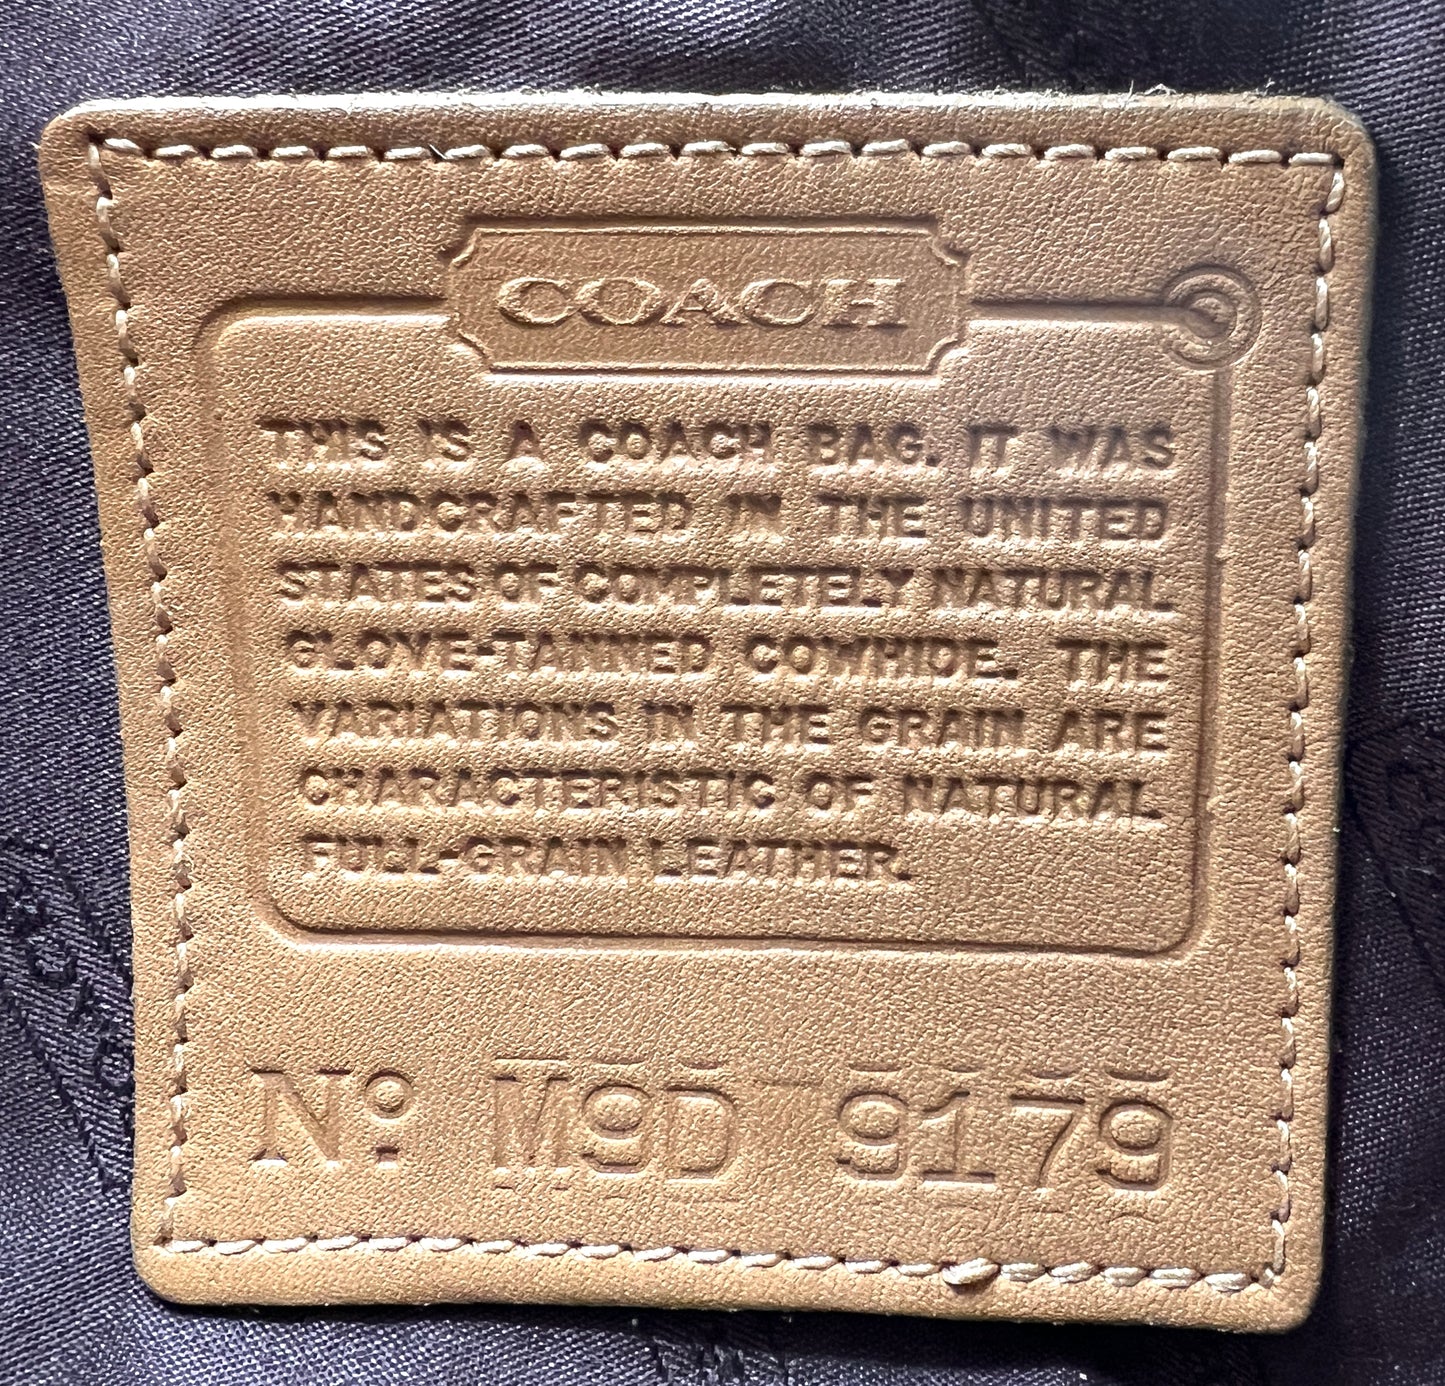 COACH
THIS IS A COACH BAG. IT WAS
HANDCRAFTED IN THE UNITED
STATES OF COMPLETELY NATURAL
GLOVE-TANNED COWHIDE. THE
VARIATIONS IN THE GRAIN ARE
CHARACTERISTIC OF NATURAL
FULL-GRAIN LEATHER.
Nº M9D 9179